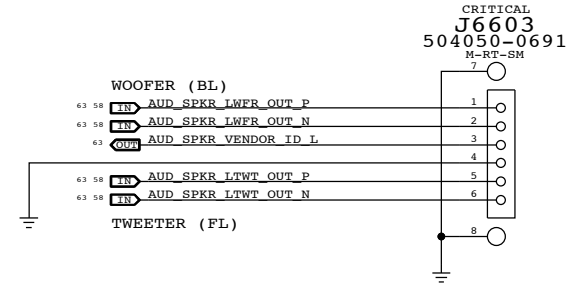 CRITICAL
J6603
504050-0691
M-RT-SM
7
WOOFER (BL)
63 58 IN AUD_SPKR_LWFR_OUT_P 1
63 58 IN AUD_SPKR_LWFR_OUT_N 2
63 OUT AUD_SPKR_VENDOR_ID_L 3
4
63 58 IN AUD_SPKR_LTWT_OUT_P 5
63 58 IN AUD_SPKR_LTWT_OUT_N 6
TWEETER (FL)
8